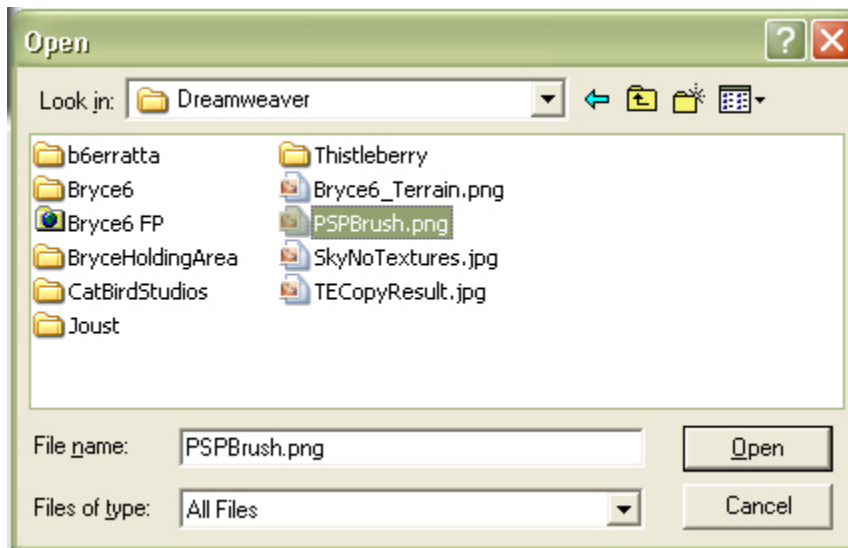 Open
Look in: Dreamweaver
b6erratta
Bryce6
Bryce6 FP
BryceHoldingArea
CatBirdStudios
Joust
Thistleberry
Bryce6_Terrain.png
PSPBrush.png
SkyNoTextures.jpg
TECopyResult.jpg
File name: PSPBrush.png Open
Files of type: All Files Cancel